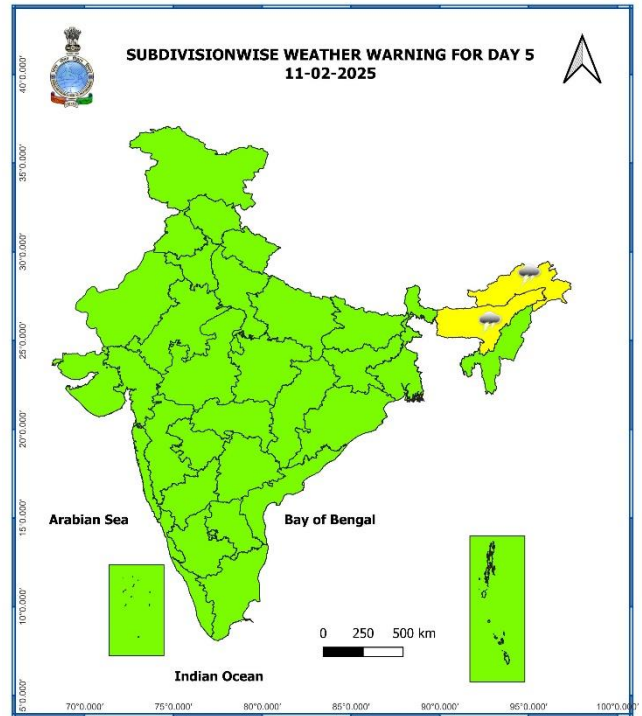 SUBDIVISIONWISE WEATHER WARNING FOR DAY 5
11-02-2025
40°0.000'
35°0.000'
30°0.000'
25°0.000'
20°0.000'
15°0.000'
10°0.000'
5°0.000'
Arabian Sea
Bay of Bengal
0 250 500 km
Indian Ocean
70°0.000' 75°0.000' 80°0.000' 85°0.000' 90°0.000' 95°0.000' 100°0.000'